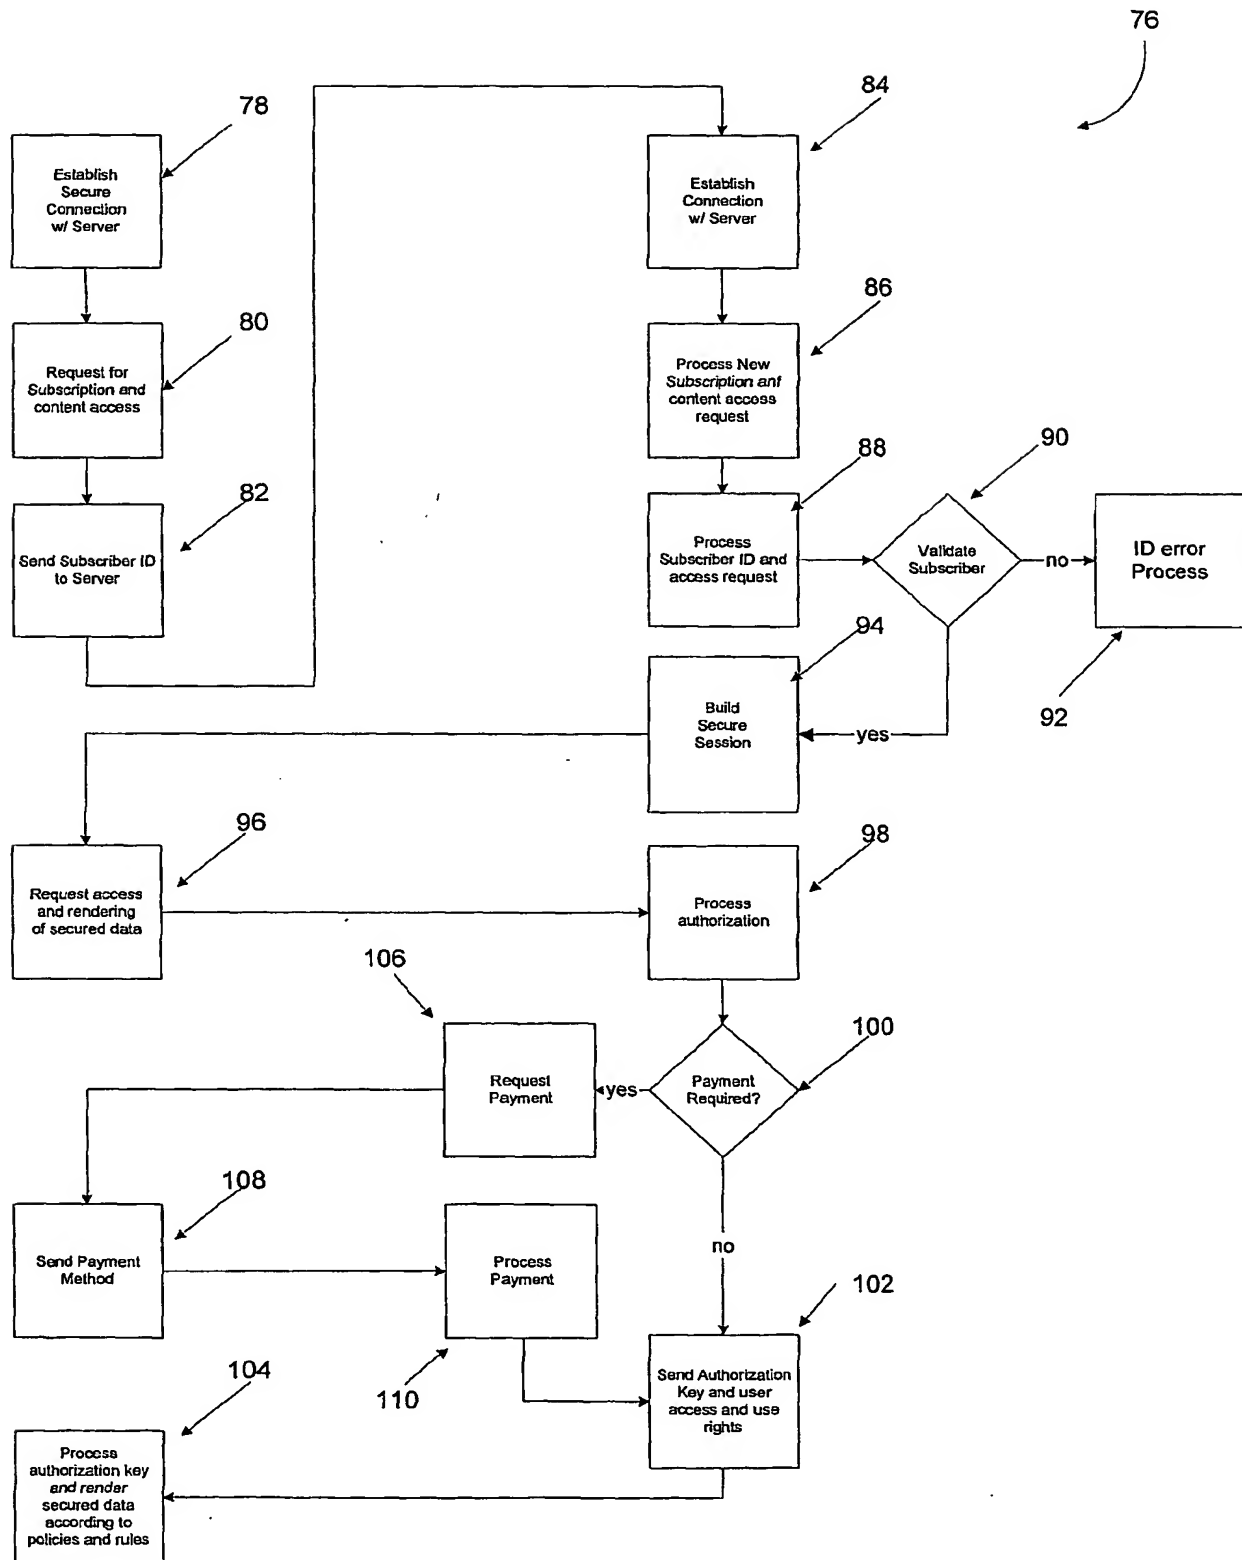 76
78
84
Establish
Secure
Connection
w/ Server
Establish
Connection
w/ Server
80
86
Request for
Subscription and
content access
Process New
Subscription anf
content access
request
82
88
90
Send Subscriber ID
to Server
Process
Subscriber ID and
access request
Validate
Subscriber
no
ID error
Process
94
92
Build
Secure
Session
yes
96
98
Request access
and rendering
of secured data
Process
authorization
106
100
Request
Payment
yes
Payment
Required?
108
Send Payment
Method
Process
Payment
no
102
104
110
Send Authorization
Key and user
access and use
rights
Process
authorization key
and render
secured data
according to
policies and rules